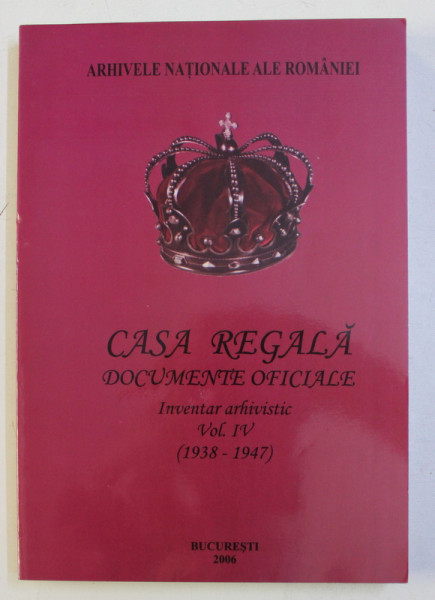 ARHIVELE NAȚIONALE ALE ROMÂNIEI
CASA REGALĂ
DOCUMENTE OFICIALE
Inventar arhivistic
Vol. IV
(1938 - 1947)
BUCUREȘTI
2006